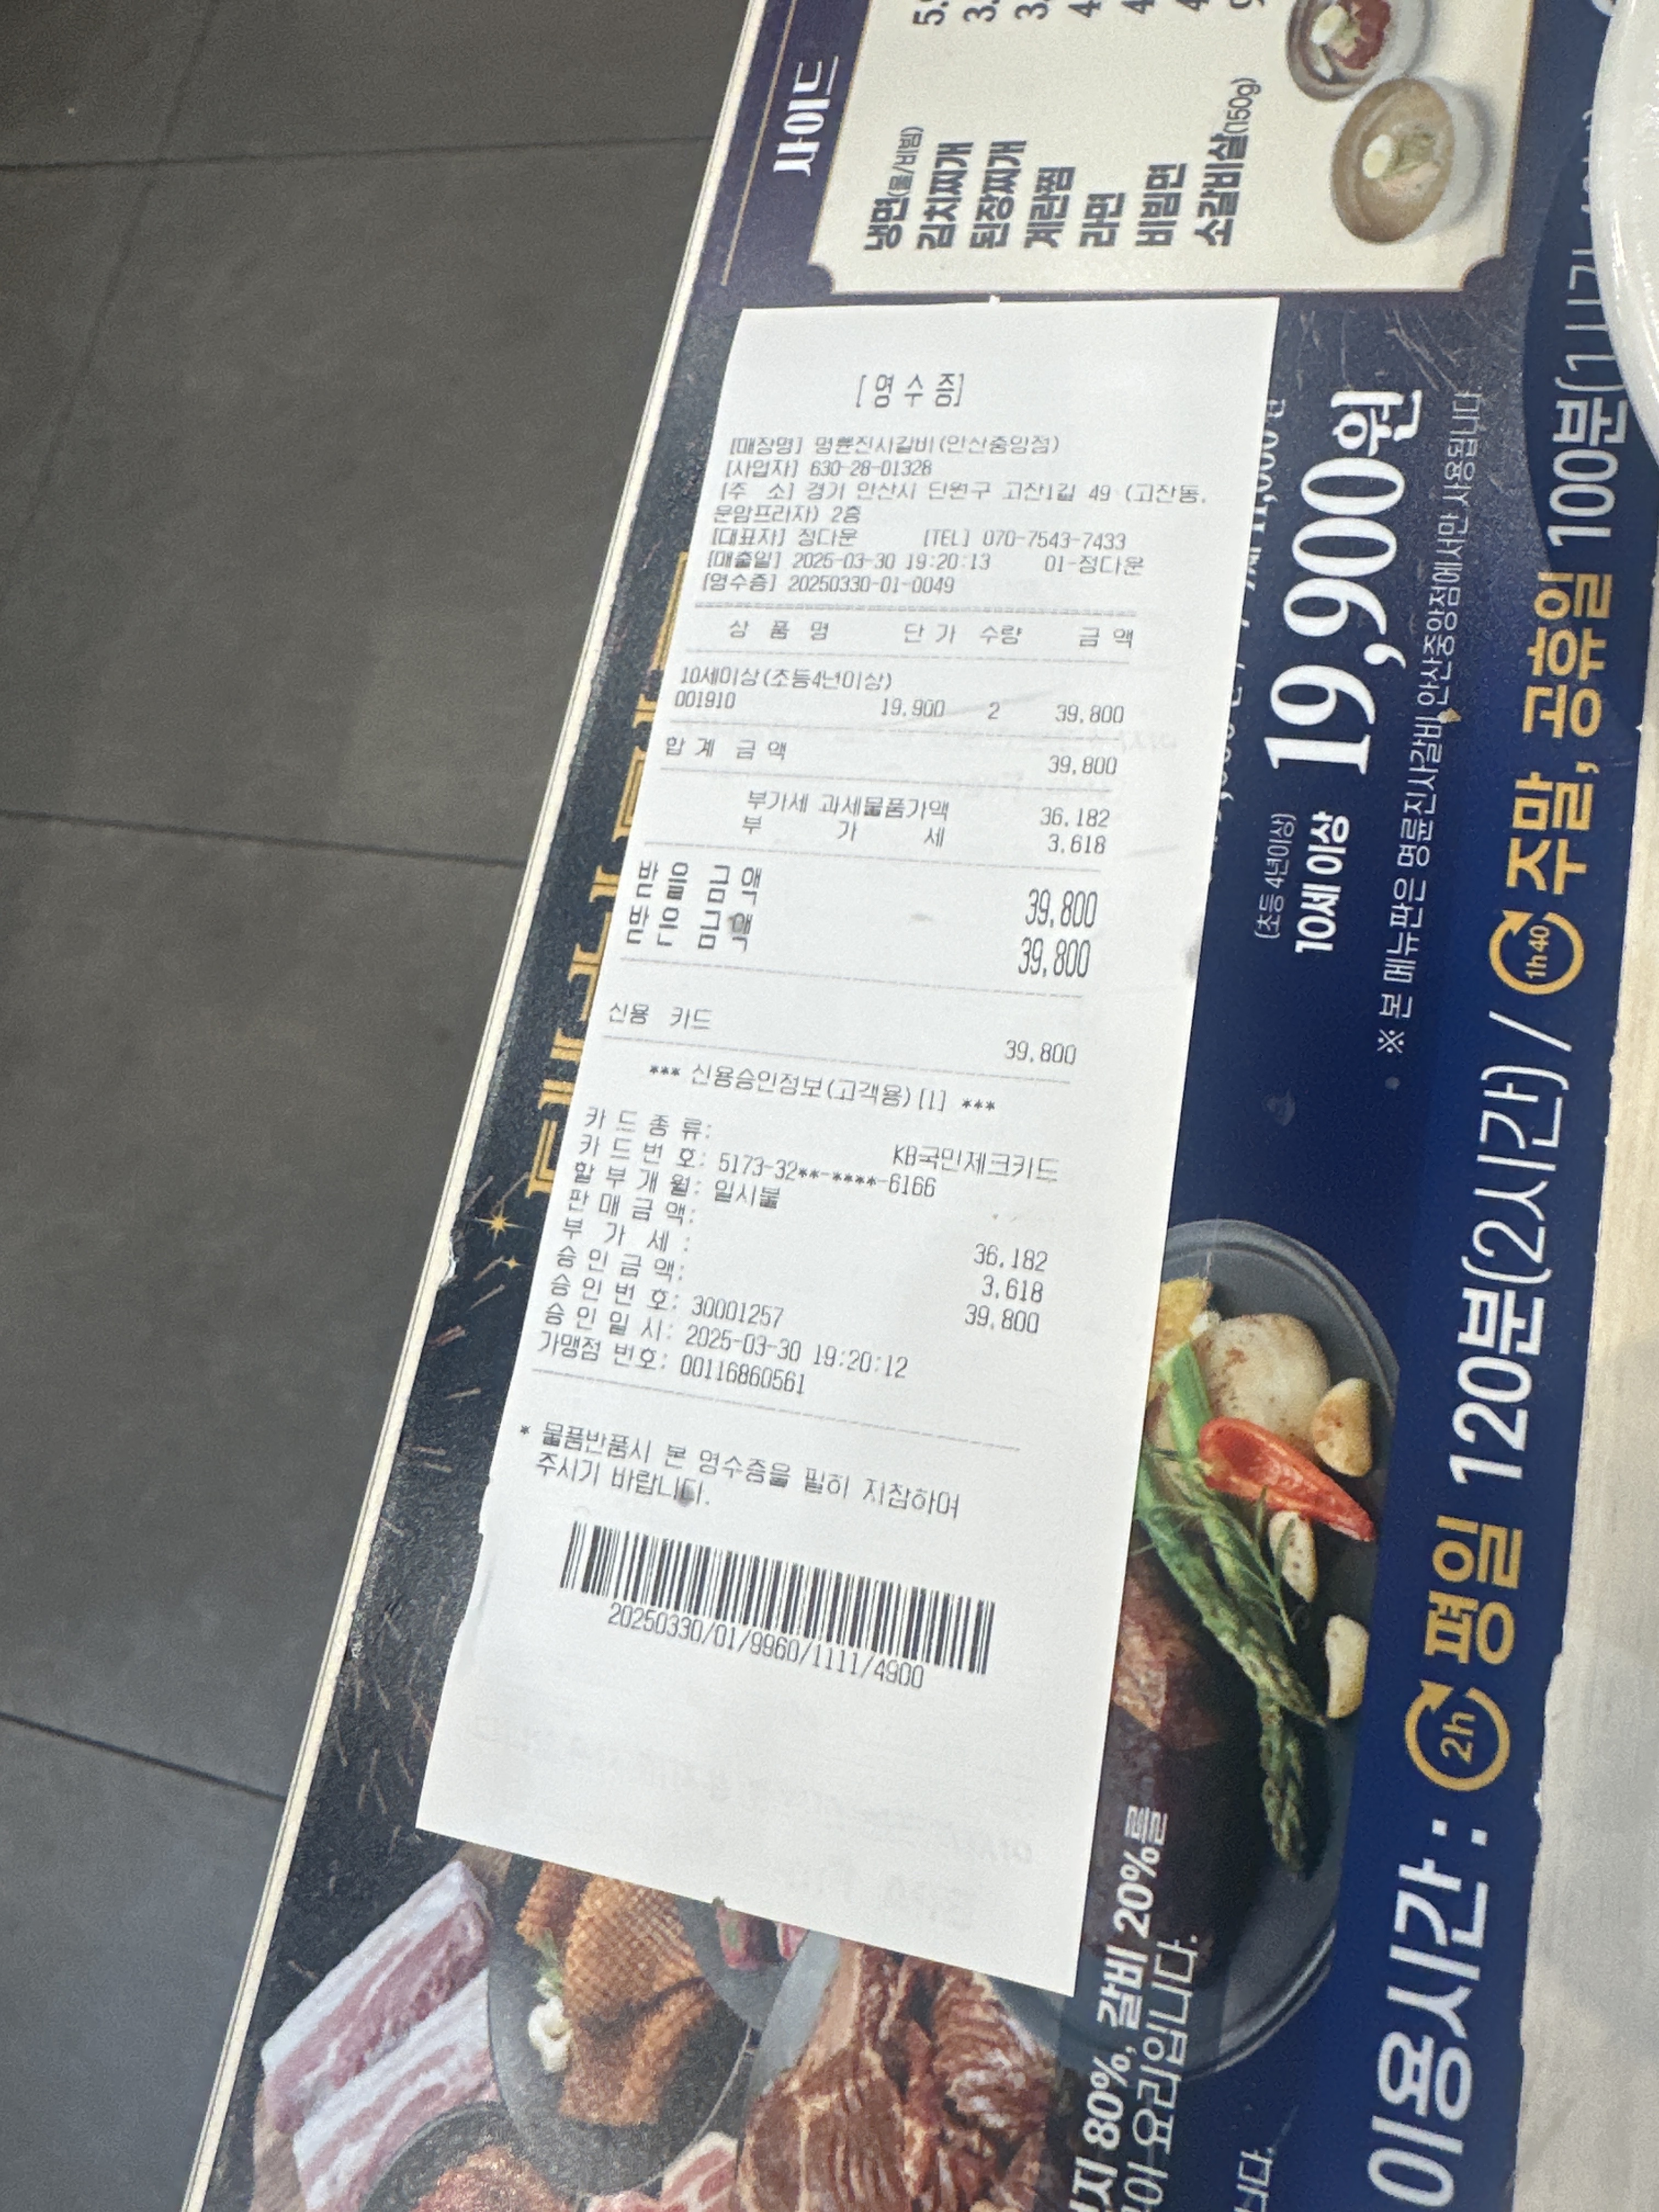 [영 수 증]
[매장명] 명륜진사갈비(안산중앙점)
[사업자] 630-28-01328
[주 소] 경기 안산시 단원구 고잔1길 49 (고잔동,
운암프라자) 2층
[대표자] 정다운 [TEL] 070-7543-7433
[매출일] 2025-03-30 19:20:13 01-정다운
[영수증] 20250330-01-0049
상 품 명 단 가 수량 금 액
10세이상(초등4년이상)
001910 19,900 2 39,800
합 계 금 액 39,800
부가세 과세물품가액 36,182
부 가 세 3,618
받 을 금 액 39,800
받 은 금 액 39,800
신용 카드 39,800
*** 신용승인정보(고객용)[1] ***
카 드 종 류: KB국민체크카드
카 드 번 호: 5173-32**-****-6166
할 부 개 월: 일시불
판 매 금 액: 36,182
부 가 세 : 3,618
승 인 금 액: 39,800
승 인 번 호: 30001257
승 인 일 시: 2025-03-30 19:20:12
가맹점 번호: 00116860561
* 물품반품시 본 영수증을 필히 지참하여
주시기 바랍니다.
20250330/01/9960/1111/4900
사이드
냉면(물/비빔)
김치찌개
된장찌개
계란찜
라면
비빔면
소갈비살(150g)
(초등 4년이상)
10세 이상 19,900원
※ 본 메뉴판은 명륜진사갈비 안산중앙점에서만 사용됩니다.
이용시간 : 2h 평일 120분(2시간) / 1h40 주말, 공휴일 100분
80%, 갈비 20%를
요리입니다.